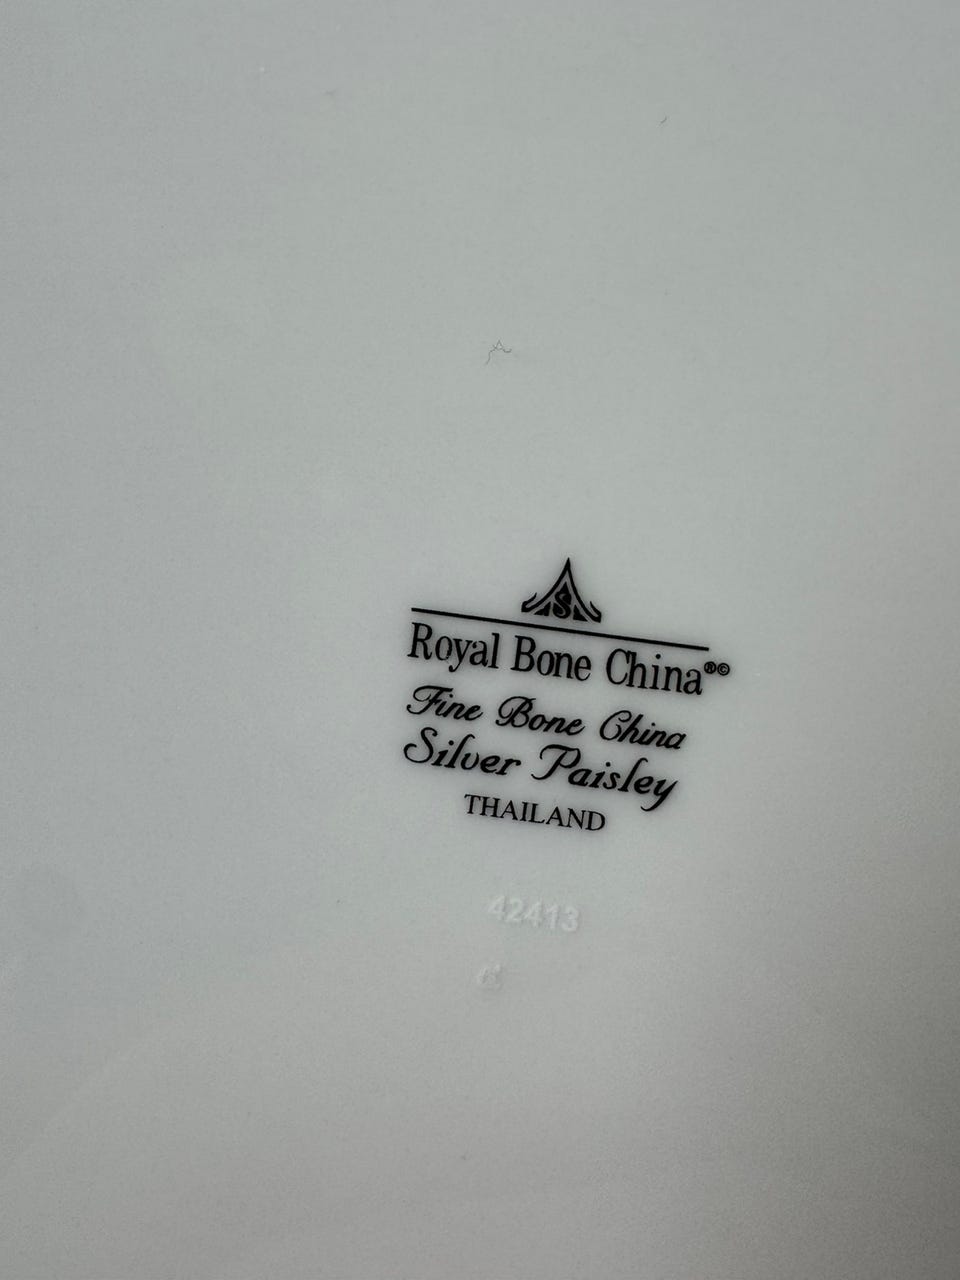 S
Royal Bone China®©
Fine Bone China
Silver Paisley
THAILAND
42413